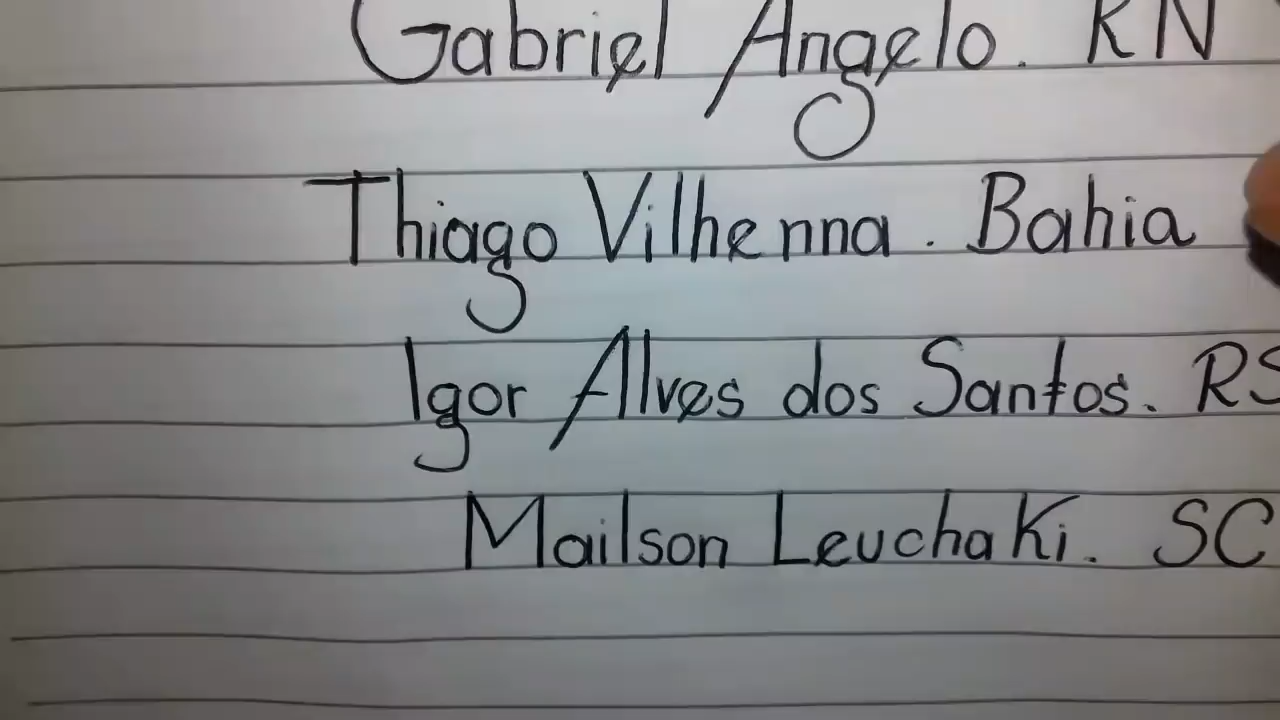 Gabriel Angelo. RN
Thiago Vilhenna. Bahia
Igor Alves dos Santos. RS
Mailson Leuchaki. SC